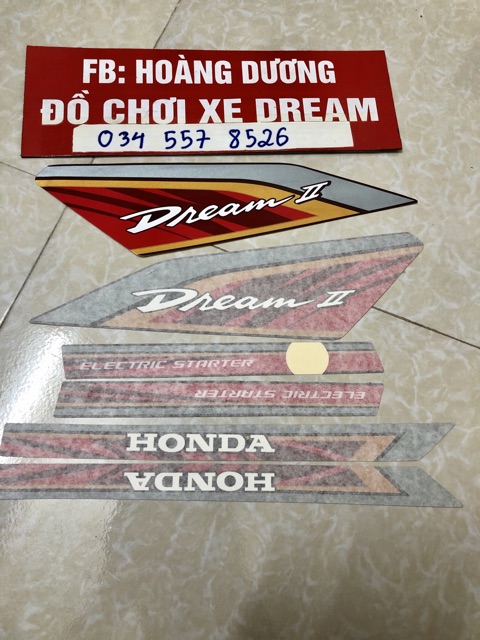 FB: HOÀNG DƯƠNG
ĐỒ CHƠI XE DREAM
034 557 8526
Dream II
Dream II
ELECTRIC STARTER
ELECTRIC STARTER
HONDA
HONDA